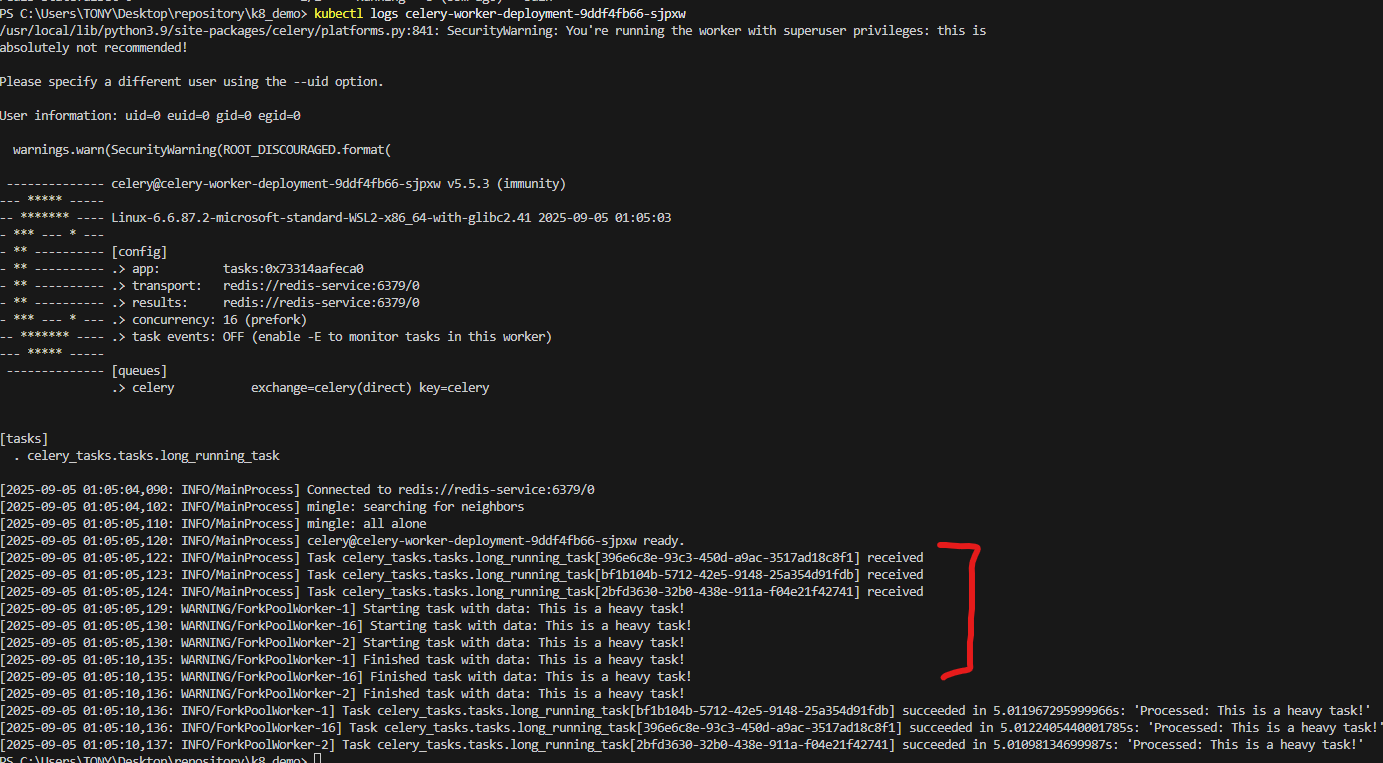 PS C:\Users\TONY\Desktop\repository\k8_demo> kubectl logs celery-worker-deployment-9ddf4fb66-sjpxw
/usr/local/lib/python3.9/site-packages/celery/platforms.py:841: SecurityWarning: You're running the worker with superuser privileges: this is
absolutely not recommended!
Please specify a different user using the --uid option.
User information: uid=0 euid=0 gid=0 egid=0
  warnings.warn(SecurityWarning(ROOT_DISCOURAGED.format(
 -------------- celery@celery-worker-deployment-9ddf4fb66-sjpxw v5.5.3 (immunity)
--- ***** -----
-- ******* ---- Linux-6.6.87.2-microsoft-standard-WSL2-x86_64-with-glibc2.41 2025-09-05 01:05:03
- *** --- * ---
- ** ---------- [config]
- ** ---------- .> app:         tasks:0x73314aafeca0
- ** ---------- .> transport:   redis://redis-service:6379/0
- ** ---------- .> results:     redis://redis-service:6379/0
- *** --- * --- .> concurrency: 16 (prefork)
-- ******* ---- .> task events: OFF (enable -E to monitor tasks in this worker)
--- ***** -----
 -------------- [queues]
                .> celery           exchange=celery(direct) key=celery
[tasks]
  . celery_tasks.tasks.long_running_task
[2025-09-05 01:05:04,090: INFO/MainProcess] Connected to redis://redis-service:6379/0
[2025-09-05 01:05:04,102: INFO/MainProcess] mingle: searching for neighbors
[2025-09-05 01:05:05,110: INFO/MainProcess] mingle: all alone
[2025-09-05 01:05:05,120: INFO/MainProcess] celery@celery-worker-deployment-9ddf4fb66-sjpxw ready.
[2025-09-05 01:05:05,122: INFO/MainProcess] Task celery_tasks.tasks.long_running_task[396e6c8e-93c3-450d-a9ac-3517ad18c8f1] received
[2025-09-05 01:05:05,123: INFO/MainProcess] Task celery_tasks.tasks.long_running_task[bf1b104b-5712-42e5-9148-25a354d91fdb] received
[2025-09-05 01:05:05,124: INFO/MainProcess] Task celery_tasks.tasks.long_running_task[2bfd3630-32b0-438e-911a-f04e21f42741] received
[2025-09-05 01:05:05,129: WARNING/ForkPoolWorker-1] Starting task with data: This is a heavy task!
[2025-09-05 01:05:05,130: WARNING/ForkPoolWorker-16] Starting task with data: This is a heavy task!
[2025-09-05 01:05:05,130: WARNING/ForkPoolWorker-2] Starting task with data: This is a heavy task!
[2025-09-05 01:05:10,135: WARNING/ForkPoolWorker-1] Finished task with data: This is a heavy task!
[2025-09-05 01:05:10,135: WARNING/ForkPoolWorker-16] Finished task with data: This is a heavy task!
[2025-09-05 01:05:10,136: WARNING/ForkPoolWorker-2] Finished task with data: This is a heavy task!
[2025-09-05 01:05:10,136: INFO/ForkPoolWorker-1] Task celery_tasks.tasks.long_running_task[bf1b104b-5712-42e5-9148-25a354d91fdb] succeeded in 5.011967295999966s: 'Processed: This is a heavy task!'
[2025-09-05 01:05:10,136: INFO/ForkPoolWorker-16] Task celery_tasks.tasks.long_running_task[396e6c8e-93c3-450d-a9ac-3517ad18c8f1] succeeded in 5.0122405440001785s: 'Processed: This is a heavy task!'
[2025-09-05 01:05:10,137: INFO/ForkPoolWorker-2] Task celery_tasks.tasks.long_running_task[2bfd3630-32b0-438e-911a-f04e21f42741] succeeded in 5.01098134699987s: 'Processed: This is a heavy task!'
PS C:\Users\TONY\Desktop\repository\k8_demo>